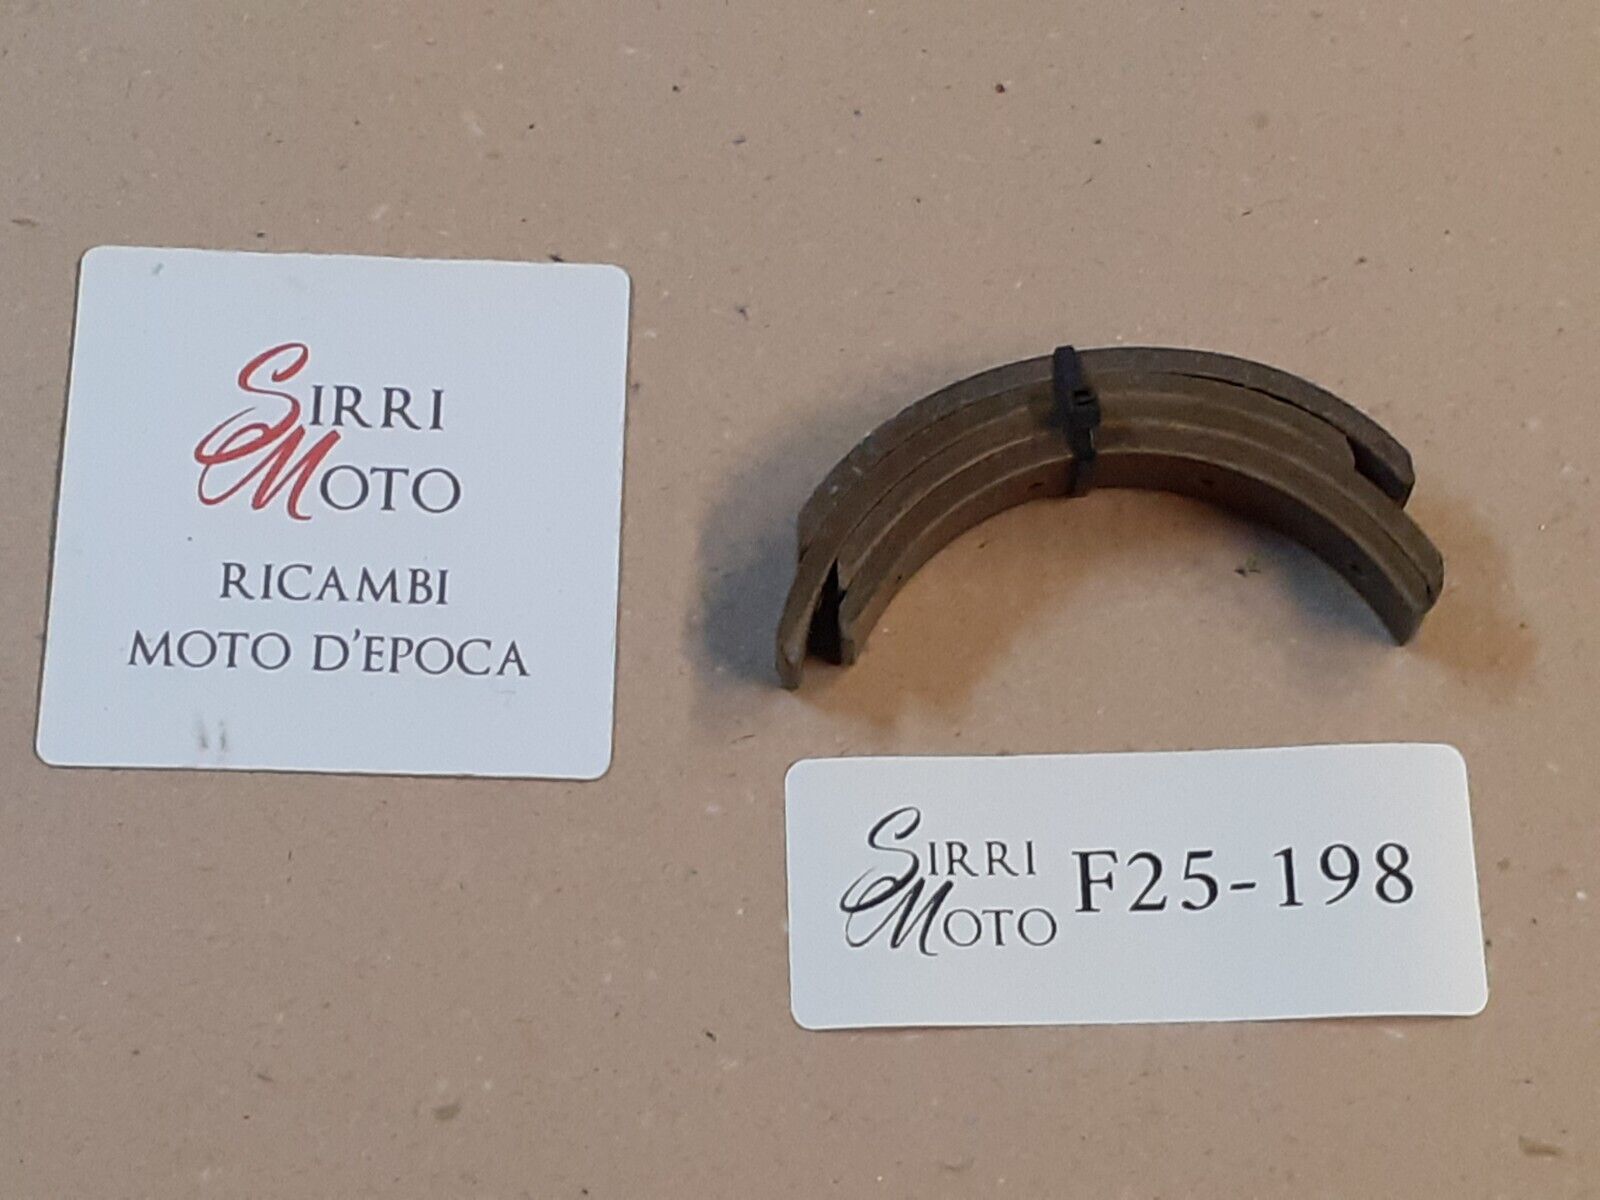 SIRRI
MOTO
RICAMBI
MOTO D'EPOCA
SIRRI
MOTO
F25-198